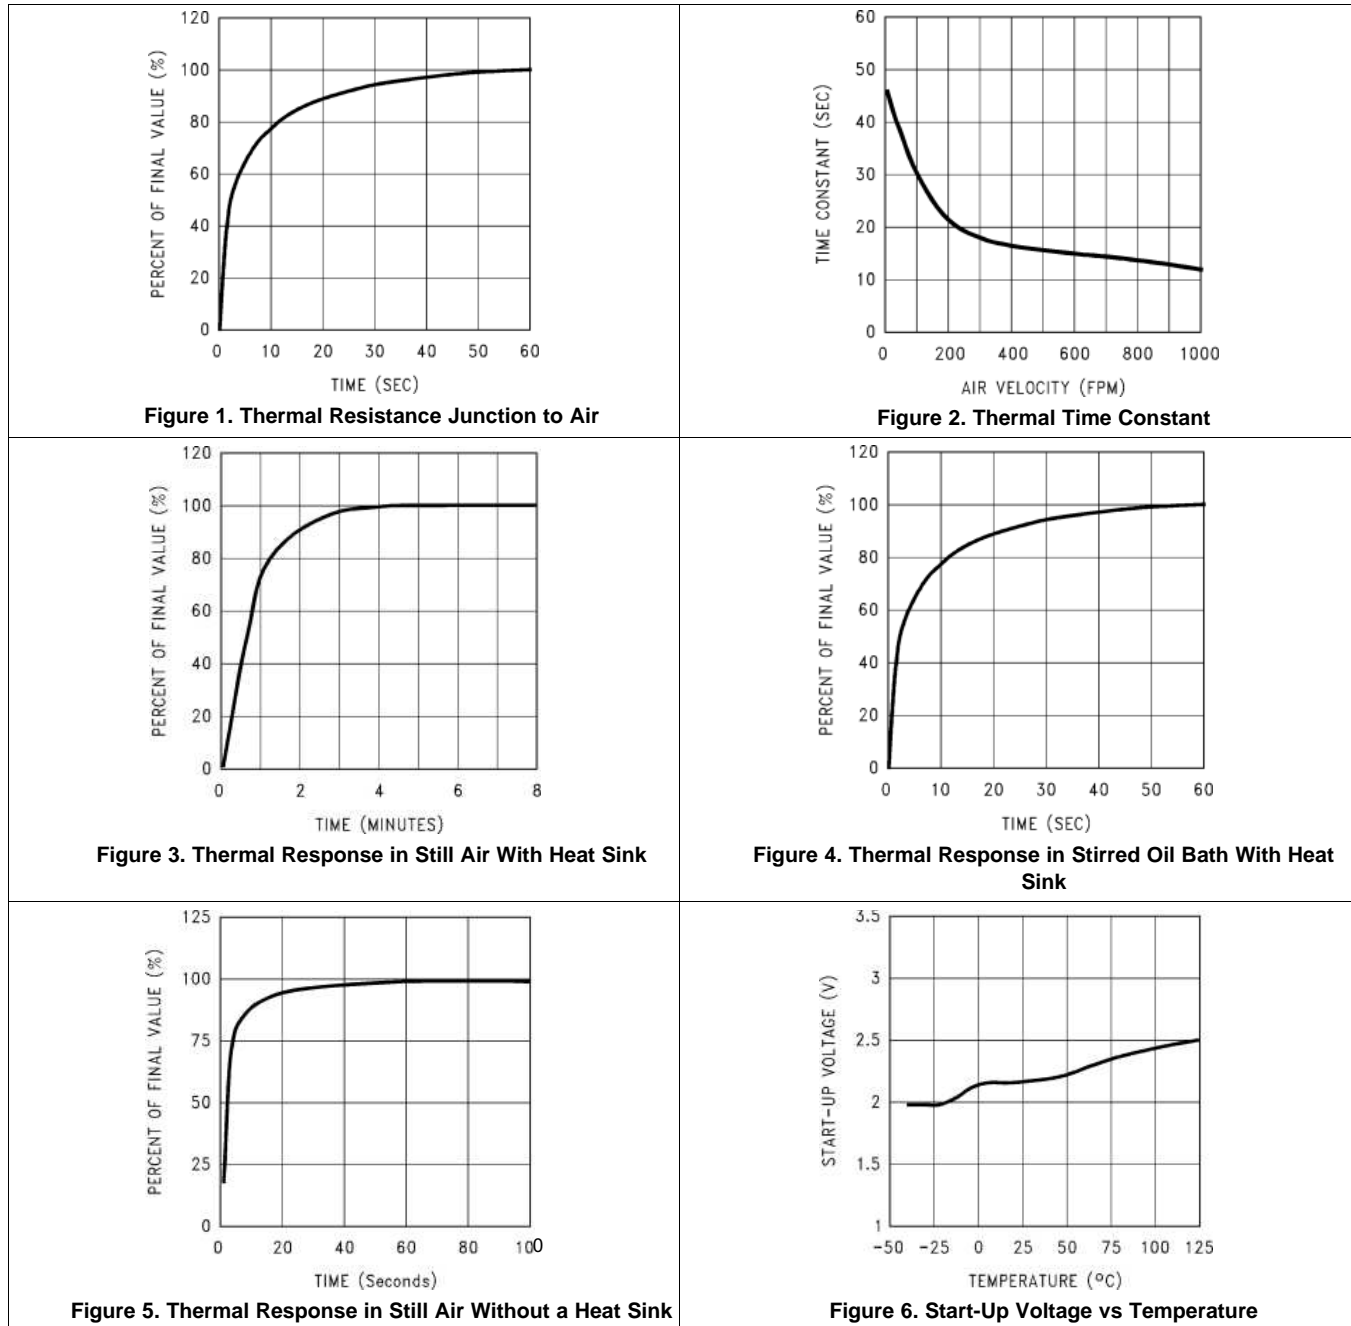 120
100
80
60
40
20
0
0 10 20 30 40 50 60
PERCENT OF FINAL VALUE (%)
TIME (SEC)
Figure 1. Thermal Resistance Junction to Air
60
50
40
30
20
10
0
0 200 400 600 800 1000
TIME CONSTANT (SEC)
AIR VELOCITY (FPM)
Figure 2. Thermal Time Constant
120
100
80
60
40
20
0
0 2 4 6 8
PERCENT OF FINAL VALUE (%)
TIME (MINUTES)
Figure 3. Thermal Response in Still Air With Heat Sink
120
100
80
60
40
20
0
0 10 20 30 40 50 60
PERCENT OF FINAL VALUE (%)
TIME (SEC)
Figure 4. Thermal Response in Stirred Oil Bath With Heat
Sink
125
100
75
50
25
0
0 20 40 60 80 100
PERCENT OF FINAL VALUE (%)
TIME (Seconds)
Figure 5. Thermal Response in Still Air Without a Heat Sink
3.5
3
2.5
2
1.5
1
−50 −25 0 25 50 75 100 125
START−UP VOLTAGE (V)
TEMPERATURE (ºC)
Figure 6. Start-Up Voltage vs Temperature